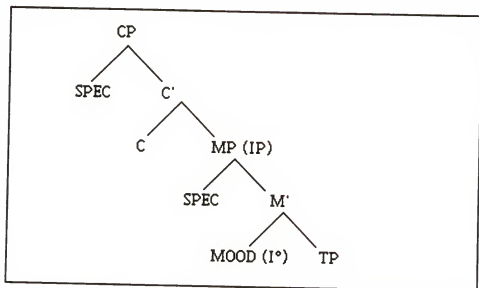 CP
SPEC C'
C MP (IP)
SPEC M'
MOOD (I°) TP